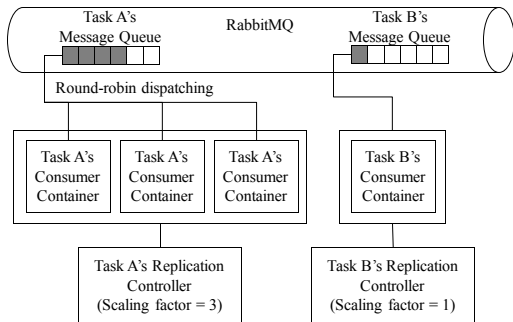 Task A's
Message Queue
RabbitMQ
Task B's
Message Queue
Round-robin dispatching
Task A's
Consumer
Container
Task A's
Consumer
Container
Task A's
Consumer
Container
Task B's
Consumer
Container
Task A's Replication
Controller
(Scaling factor = 3)
Task B's Replication
Controller
(Scaling factor = 1)